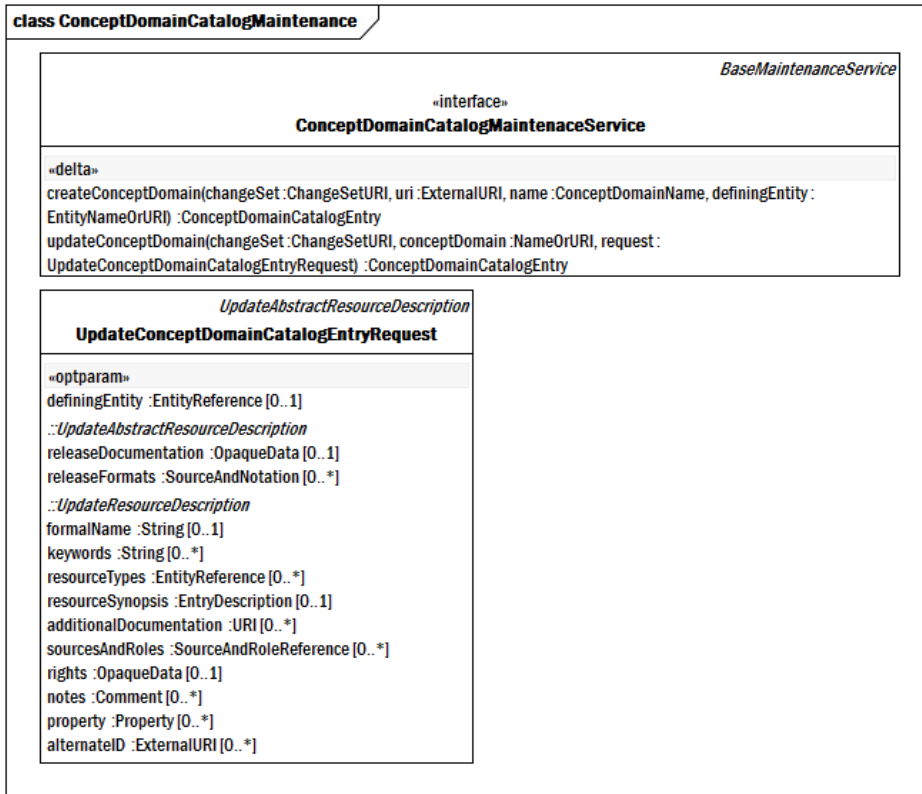 class ConceptDomainCatalogMaintenance
BaseMaintenanceService
«interface»
ConceptDomainCatalogMaintenaceService
«delta»
createConceptDomain(changeSet :ChangeSetURI, uri :ExternalURI, name :ConceptDomainName, definingEntity :
EntityNameOrURI) :ConceptDomainCatalogEntry
updateConceptDomain(changeSet :ChangeSetURI, conceptDomain :NameOrURI, request :
UpdateConceptDomainCatalogEntryRequest) :ConceptDomainCatalogEntry
UpdateAbstractResourceDescription
UpdateConceptDomainCatalogEntryRequest
«optparam»
definingEntity :EntityReference [0..1]
::UpdateAbstractResourceDescription
releaseDocumentation :OpaqueData [0..1]
releaseFormats :SourceAndNotation [0..*]
::UpdateResourceDescription
formalName :String [0..1]
keywords :String [0..*]
resourceTypes :EntityReference [0..*]
resourceSynopsis :EntryDescription [0..1]
additionalDocumentation :URI [0..*]
sourcesAndRoles :SourceAndRoleReference [0..*]
rights :OpaqueData [0..1]
notes :Comment [0..*]
property :Property [0..*]
alternateID :ExternalURI [0..*]